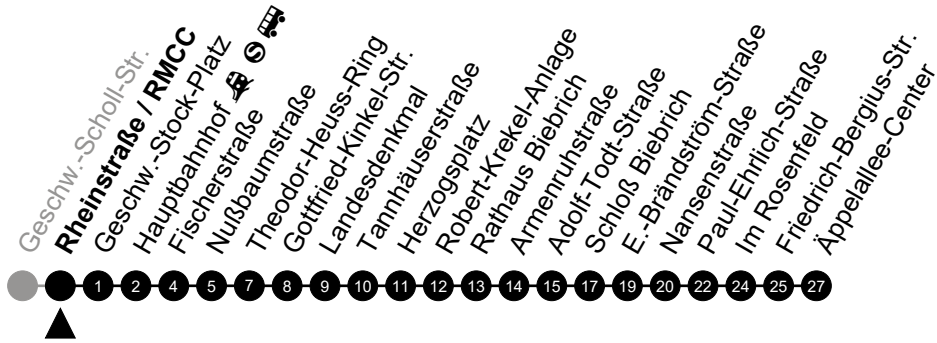 Geschw.-Scholl-Str.
Rheinstraße / RMCC
Geschw.-Stock-Platz
Hauptbahnhof S
Fischerstraße
Nußbaumstraße
Theodor-Heuss-Ring
Gottfried-Kinkel-Str.
Landesdenkmal
Tannhäuserstraße
Herzogsplatz
Robert-Krekel-Anlage
Rathaus Biebrich
Armenruhstraße
Adolf-Todt-Straße
Schloß Biebrich
E.-Brändström-Straße
Nansenstraße
Paul-Ehrlich-Straße
Im Rosenfeld
Friedrich-Bergius-Str.
Äppelallee-Center
1 2 4 5 7 8 9 10 11 12 13 14 15 17 19 20 22 24 25 27